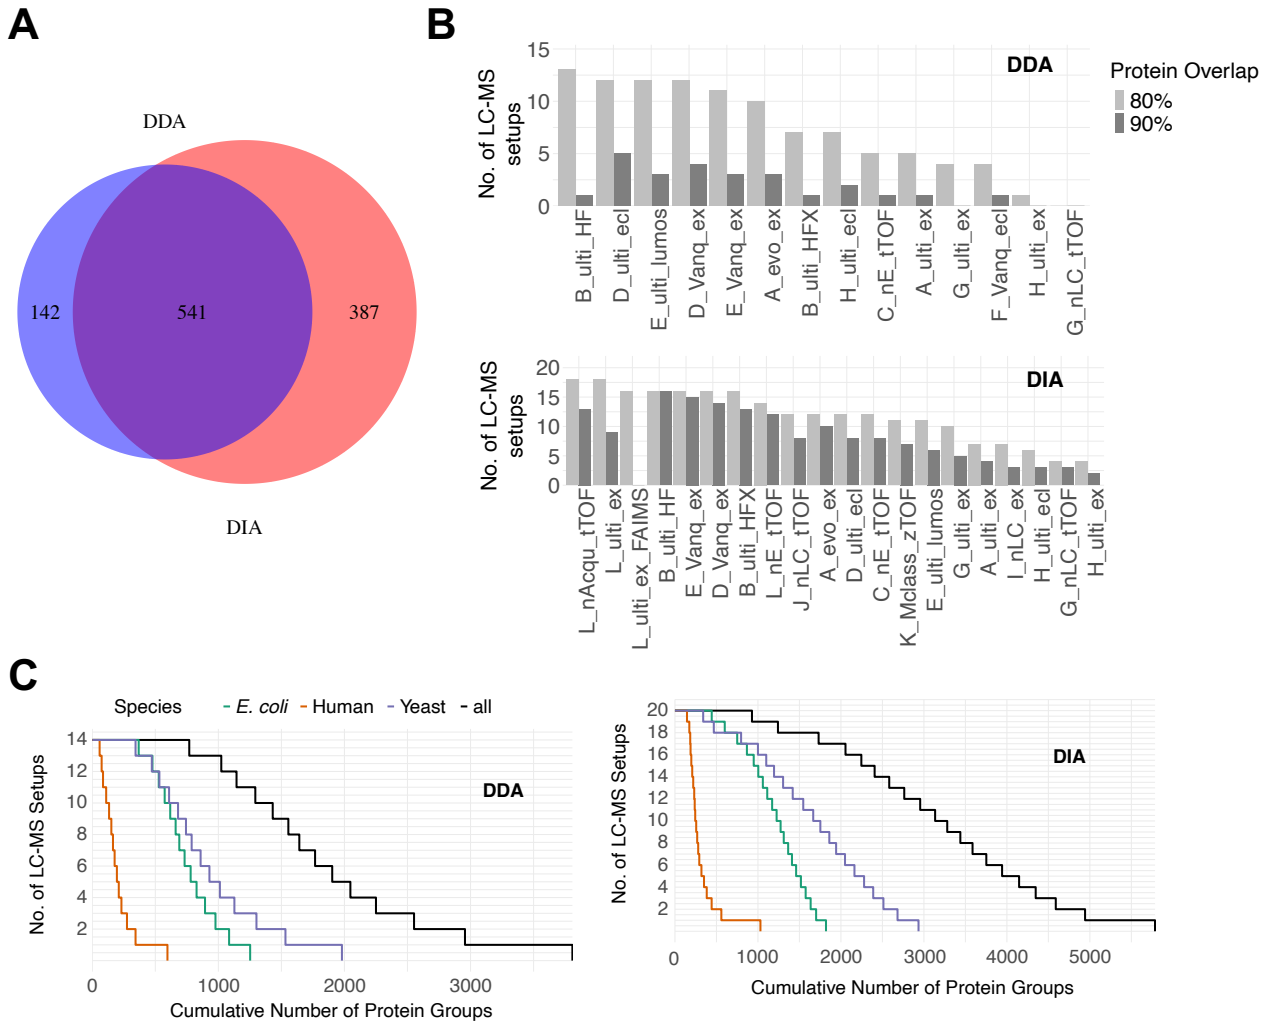 A
DDA
142
541
387
DIA
B
No. of LC-MS
setups
15
10
5
0
DDA
B_ulti_HF
D_ulti_ecl
E_ulti_lumos
D_Vanq_ex
E_Vanq_ex
A_evo_ex
B_ulti_HFX
H_ulti_ecl
C_nE_tTOF
A_ulti_ex
G_ulti_ex
F_Vanq_ecl
H_ulti_ex
G_nLC_tTOF
Protein Overlap
80%
90%
No. of LC-MS
setups
20
15
10
5
0
DIA
L_nAcqu_tTOF
L_ulti_ex
L_ulti_ex_FAIMS
B_ulti_HF
E_Vanq_ex
D_Vanq_ex
B_ulti_HFX
L_nE_tTOF
J_nLC_tTOF
A_evo_ex
D_ulti_ecl
C_nE_tTOF
K_Mclass_zTOF
E_ulti_lumos
G_ulti_ex
A_ulti_ex
I_nLC_ex
H_ulti_ecl
G_nLC_tTOF
H_ulti_ex
C
Species E. coli Human Yeast all
No. of LC-MS Setups
14
12
10
8
6
4
2
DDA
0 1000 2000 3000
Cumulative Number of Protein Groups
No. of LC-MS Setups
20
18
16
14
12
10
8
6
4
2
DIA
0 1000 2000 3000 4000 5000
Cumulative Number of Protein Groups